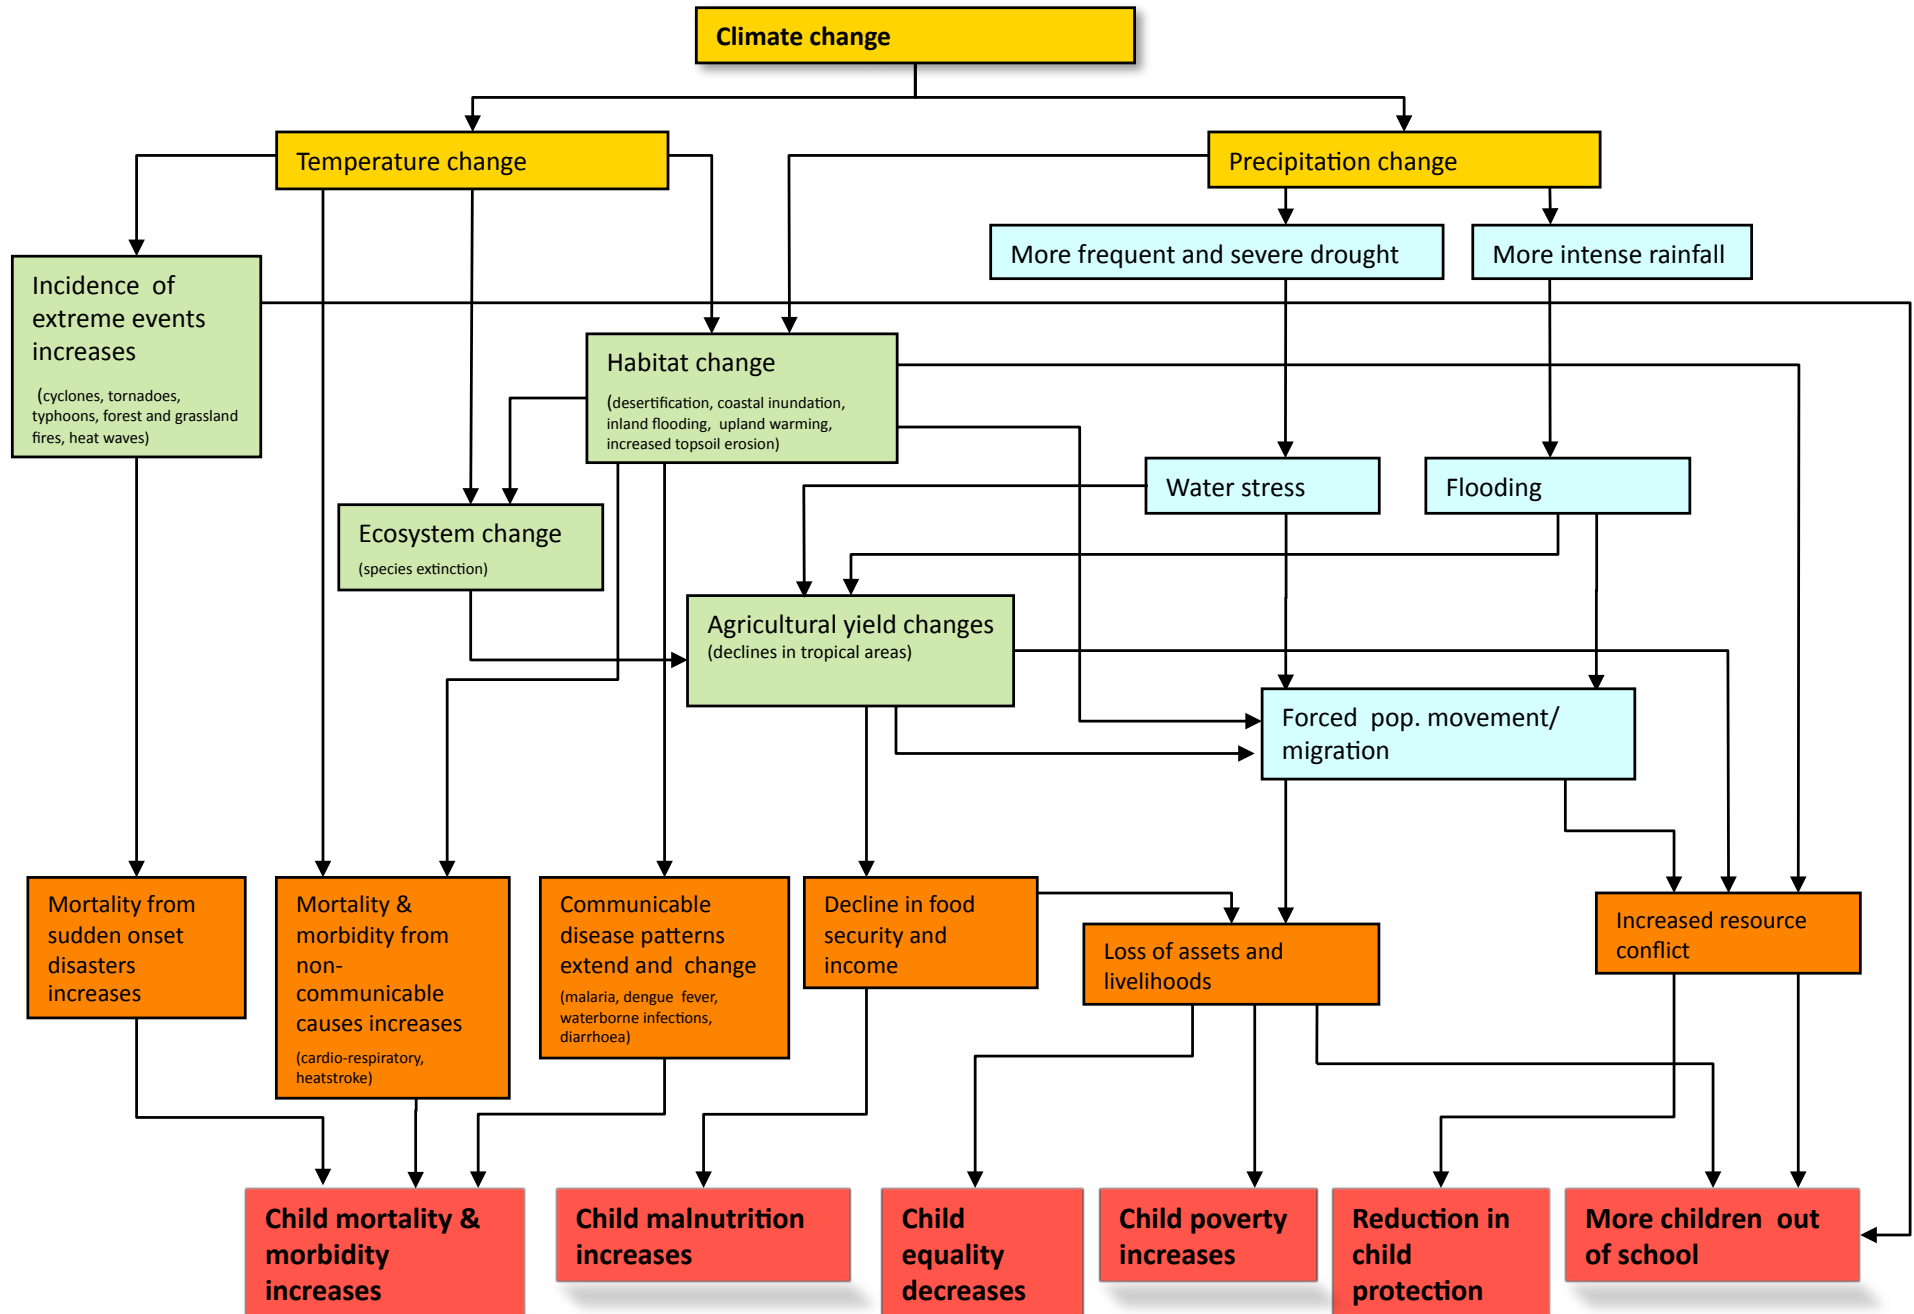 Climate change
Temperature change
Precipitation change
More frequent and severe drought
More intense rainfall
Incidence of
extreme events
increases
(cyclones, tornadoes,
typhoons, forest and grassland
fires, heat waves)
Habitat change
(desertification, coastal inundation,
inland flooding, upland warming,
increased topsoil erosion)
Water stress
Flooding
Ecosystem change
(species extinction)
Agricultural yield changes
(declines in tropical areas)
Forced pop. movement/
migration
Mortality from
sudden onset
disasters
increases
Mortality &
morbidity from
non-
communicable
causes increases
(cardio-respiratory,
heatstroke)
Communicable
disease patterns
extend and change
(malaria, dengue fever,
waterborne infections,
diarrhoea)
Decline in food
security and
income
Loss of assets and
livelihoods
Increased resource
conflict
Child mortality &
morbidity
increases
Child malnutrition
increases
Child
equality
decreases
Child poverty
increases
Reduction in
child
protection
More children out
of school